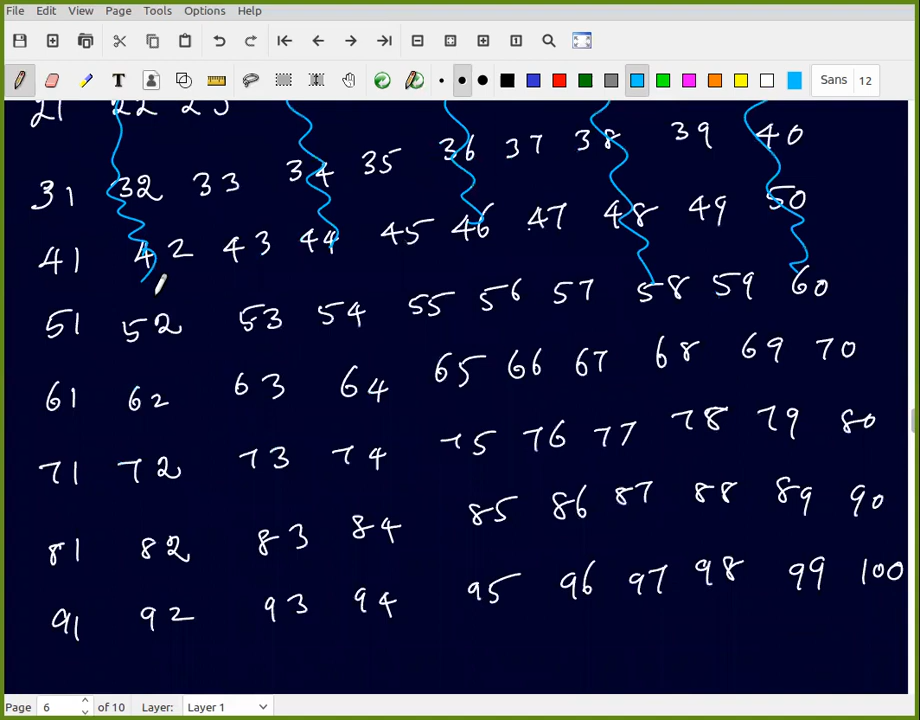 File Edit View Page Tools Options Help
Sans 12
21 22 23
31 32 33 34 35 36 37 38 39 40
41 42 43 44 45 46 47 48 49 50
51 52 53 54 55 56 57 58 59 60
61 62 63 64 65 66 67 68 69 70
71 72 73 74 75 76 77 78 79 80
81 82 83 84 85 86 87 88 89 90
91 92 93 94 95 96 97 98 99 100
Page 6 of 10 Layer: Layer 1